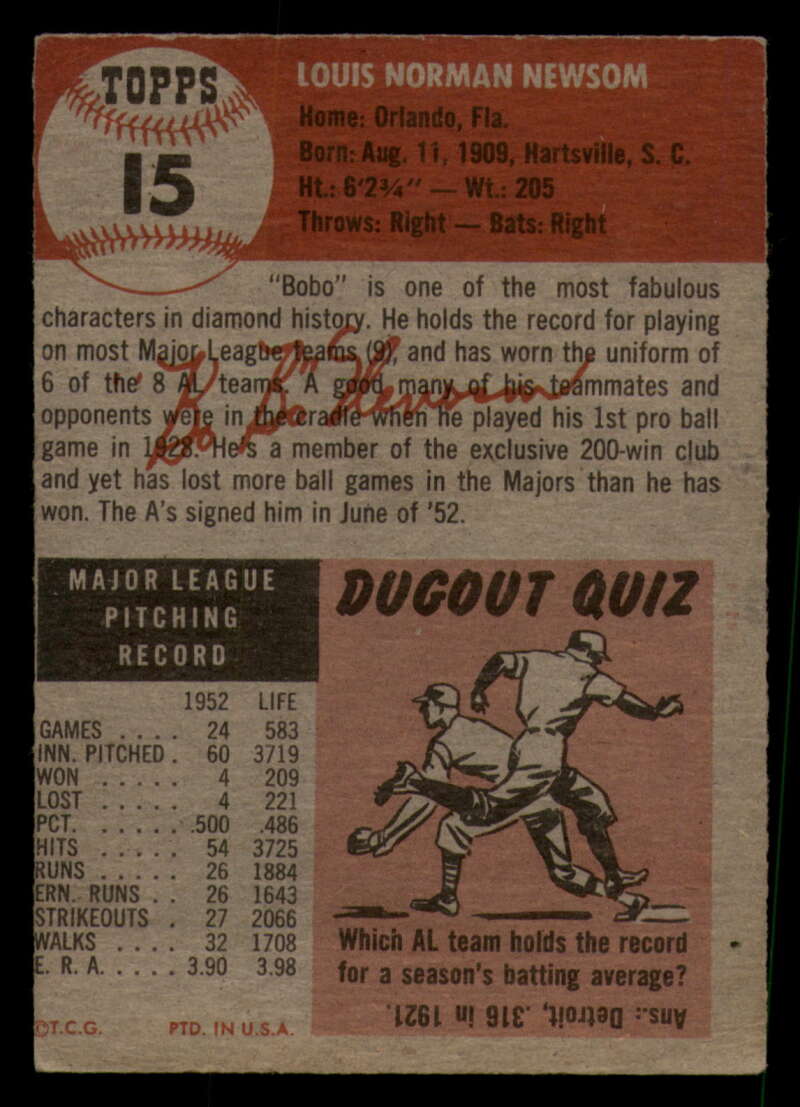 TOPPS
15
LOUIS NORMAN NEWSOM
Home: Orlando, Fla.
Born: Aug. 11, 1909, Hartsville, S. C.
Ht.: 6'2¾" — Wt.: 205
Throws: Right — Bats: Right
"Bobo" is one of the most fabulous
characters in diamond history. He holds the record for playing
on most Major League teams (9), and has worn the uniform of
6 of the 8 AL teams. A good many of his teammates and
opponents were in the cradle when he played his 1st pro ball
game in 1928. He's a member of the exclusive 200-win club
and yet has lost more ball games in the Majors than he has
won. The A's signed him in June of '52.
Bobo Newsom
MAJOR LEAGUE
PITCHING
RECORD
1952 LIFE
GAMES . . . . 24 583
INN. PITCHED . 60 3719
WON . . . . . 4 209
LOST . . . . . 4 221
PCT. . . . . . .500 .486
HITS . . . . . 54 3725
RUNS . . . . . 26 1884
ERN. RUNS . . 26 1643
STRIKEOUTS . 27 2066
WALKS . . . . 32 1708
E. R. A. . . . . 3.90 3.98
©T.C.G. PTD. IN U.S.A.
DUGOUT QUIZ
Which AL team holds the record
for a season's batting average?
Ans.: Detroit, .316 in 1921.